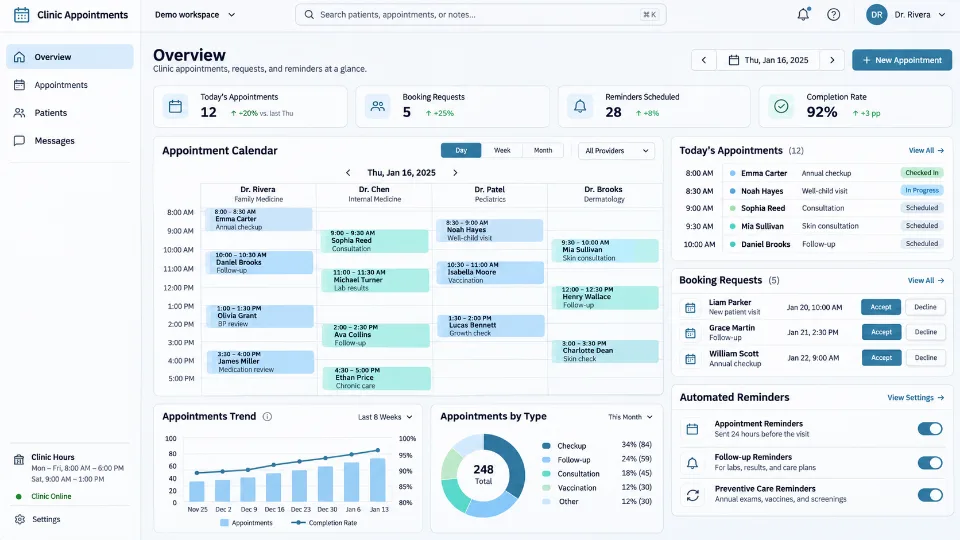 Clinic Appointments
Demo workspace
Search patients, appointments, or notes...
⌘ K
DR
Dr. Rivera
Overview
Appointments
Patients
Messages
Clinic Hours
Mon – Fri, 8:00 AM – 6:00 PM
Sat, 9:00 AM – 1:00 PM
Clinic Online
Settings
Overview
Clinic appointments, requests, and reminders at a glance.
Thu, Jan 16, 2025
+ New Appointment
Today's Appointments
12 ↑ +20% vs. last Thu
Booking Requests
5 ↑ +25%
Reminders Scheduled
28 ↑ +8%
Completion Rate
92% ↑ +3 pp
Appointment Calendar
Day Week Month
All Providers
Thu, Jan 16, 2025
Dr. Rivera
Family Medicine
Dr. Chen
Internal Medicine
Dr. Patel
Pediatrics
Dr. Brooks
Dermatology
8:00 AM
9:30 AM
10:00 AM
11:00 AM
12:00 PM
1:00 PM
2:00 PM
3:00 PM
4:00 PM
5:00 PM
8:00 – 8:30 AM
Emma Carter
Annual checkup
10:00 – 10:30 AM
Daniel Brooks
Follow-up
1:00 – 1:30 PM
Olivia Grant
BP review
3:30 – 4:00 PM
James Miller
Medication review
9:00 – 9:30 AM
Sophia Reed
Consultation
11:00 – 11:30 AM
Michael Turner
Lab results
2:00 – 2:30 PM
Ava Collins
Follow-up
4:30 – 5:00 PM
Ethan Price
Chronic care
8:30 – 9:00 AM
Noah Hayes
Well-child visit
10:30 – 11:00 AM
Isabella Moore
Vaccination
1:30 – 2:00 PM
Lucas Bennett
Growth check
9:30 – 10:00 AM
Mia Sullivan
Skin consultation
12:00 – 12:30 PM
Henry Wallace
Follow-up
3:00 – 3:30 PM
Charlotte Dean
Skin check
Today's Appointments (12)
View All →
8:00 AM Emma Carter Annual checkup Checked In
8:30 AM Noah Hayes Well-child visit In Progress
9:00 AM Sophia Reed Consultation Scheduled
9:30 AM Mia Sullivan Skin consultation Scheduled
10:00 AM Daniel Brooks Follow-up Scheduled
Booking Requests (5)
View All →
Liam Parker
New patient visit
Jan 20, 10:00 AM
Accept Decline
Grace Martin
Follow-up
Jan 21, 2:30 PM
Accept Decline
William Scott
Annual checkup
Jan 22, 9:00 AM
Accept Decline
Automated Reminders
View Settings →
Appointment Reminders
Sent 24 hours before the visit
Follow-up Reminders
For labs, results, and care plans
Preventive Care Reminders
Annual exams, vaccines, and screenings
Appointments Trend
Last 8 Weeks
100
80
60
40
20
0
100%
95%
90%
90%
85%
80%
Nov 25 Dec 2 Dec 9 Dec 16 Dec 23 Dec 30 Jan 6 Jan 13
Appointments Completion Rate
Appointments by Type
This Month
248
Total
Checkup 34% (84)
Follow-up 24% (59)
Consultation 18% (45)
Vaccination 12% (30)
Other 12% (30)